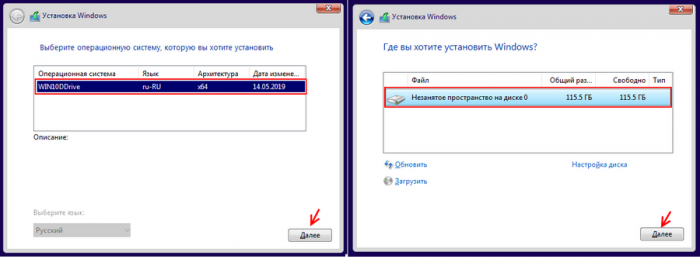 Установка Windows
Выберите операционную систему, которую вы хотите установить
Операционная система Язык Архитектура Дата измене...
WIN10DDrive ru-RU x64 14.05.2019
Описание:
Выберите язык:
Русский
Далее
Установка Windows
Где вы хотите установить Windows?
Файл Общий раз... Свободно Тип
Незанятое пространство на диске 0 115.5 ГБ 115.5 ГБ
Обновить Настройка диска
Загрузить
Далее